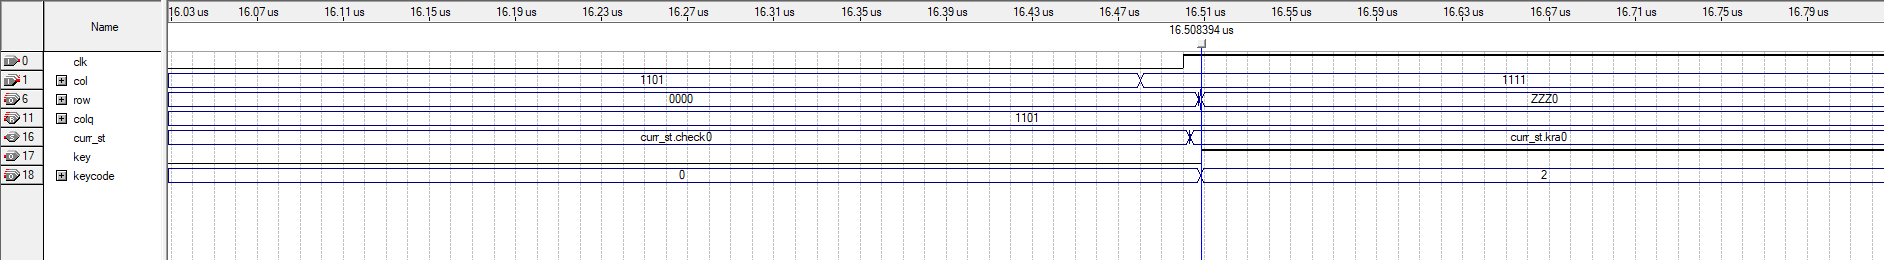 16.03 us 16.07 us 16.11 us 16.15 us 16.19 us 16.23 us 16.27 us 16.31 us 16.35 us 16.39 us 16.43 us 16.47 us 16.51 us 16.55 us 16.59 us 16.63 us 16.67 us 16.71 us 16.75 us 16.79 us
Name
16.508394 us
0 clk
1 col 1101 1111
6 row 0000 ZZZ0
11 colq 1101
16 curr_st curr_st.check0 curr_st.kra0
17 key
18 keycode 0 2